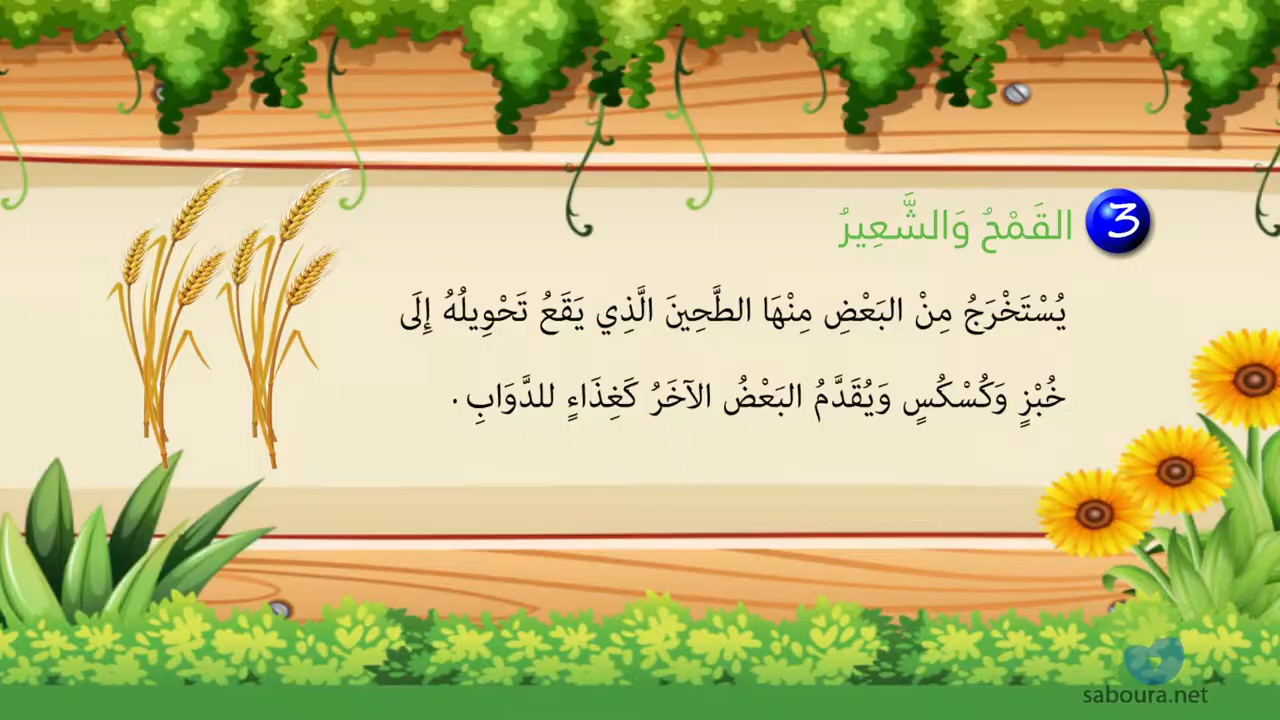 3
القَمْحُ وَالشَّعِيرُ
يُسْتَخْرَجُ مِنْ البَعْضِ مِنْهَا الطَّحِينَ الَّذِي يَقَعُ تَحْوِيلُهُ إِلَى
خُبْزٍ وَكُسْكُسٍ وَيُقَدَّمُ البَعْضُ الآخَرُ كَغِذَاءٍ للدَّوَابِ .
saboura.net